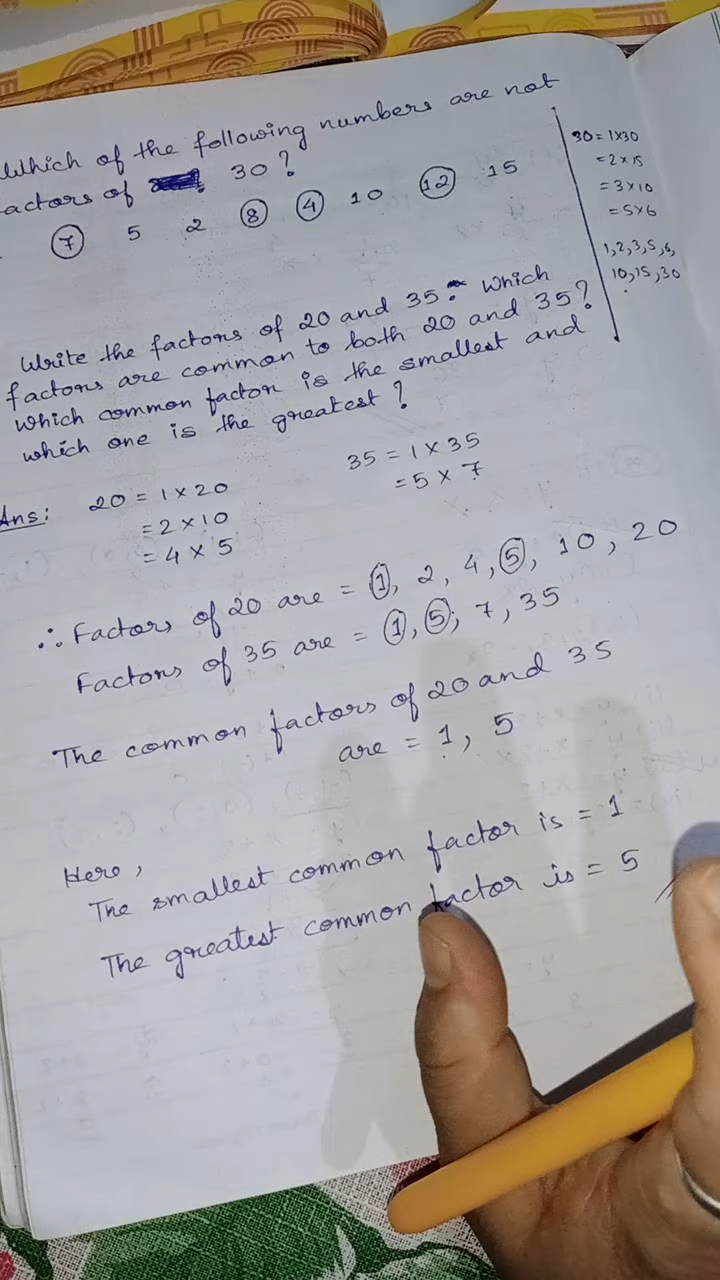 Which of the following numbers are not
actors of 30?
7 5 2 8 4 10 12 15
30 = 1×30
= 2×15
= 3×10
= 5×6
1,2,3,5,6,
10,15,30
Write the factors of 20 and 35. Which
factors are common to both 20 and 35?
which common factor is the smallest and
which one is the greatest?
Ans: 20 = 1×20
= 2×10
= 4×5
35 = 1×35
= 5×7
∴ Factors of 20 are = 1, 2, 4, 5, 10, 20
Factors of 35 are = 1, 5, 7, 35
The common factors of 20 and 35
are = 1, 5
Here,
The smallest common factor is = 1
The greatest common factor is = 5